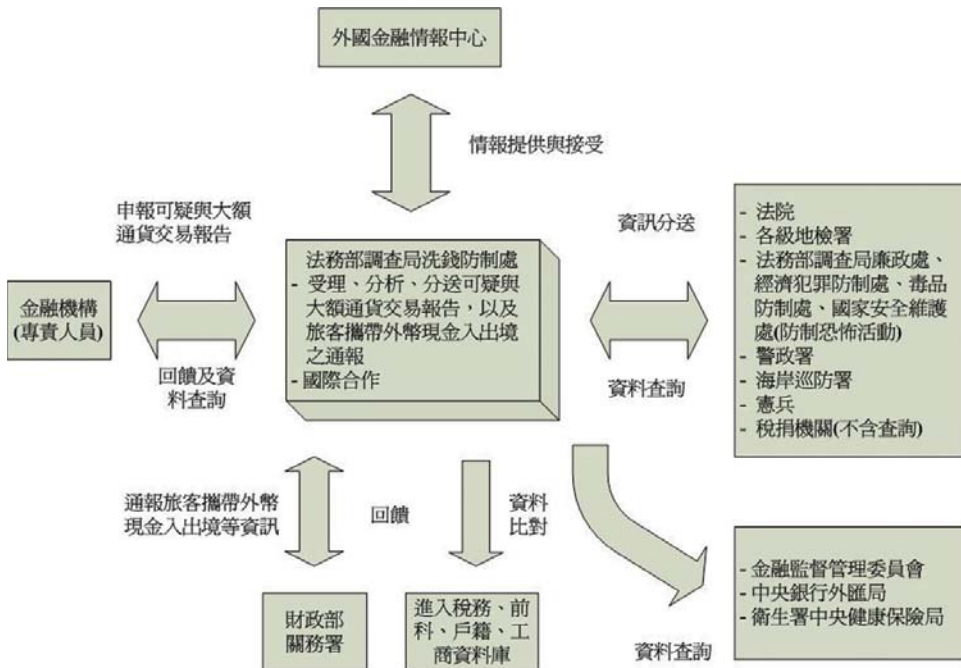 外國金融情報中心
情報提供與接受
申報可疑與大額
通貨交易報告
金融機構
(專責人員)
回饋及資
料查詢
法務部調查局洗錢防制處
- 受理、分析、分送可疑與
大額通貨交易報告，以及
旅客攜帶外幣現金入出境
之通報
- 國際合作
資訊分送
資料查詢
- 法院
- 各級地檢署
- 法務部調查局廉政處、
經濟犯罪防制處、毒品
防制處、國家安全維護
處(防制恐怖活動)
- 警政署
- 海岸巡防署
- 憲兵
- 稅捐機關(不含查詢)
通報旅客攜帶外幣
現金入出境等資訊
回饋
資料
比對
財政部
關務署
進入稅務、前
科、戶籍、工
商資料庫
資料查詢
- 金融監督管理委員會
- 中央銀行外匯局
- 衛生署中央健康保險局